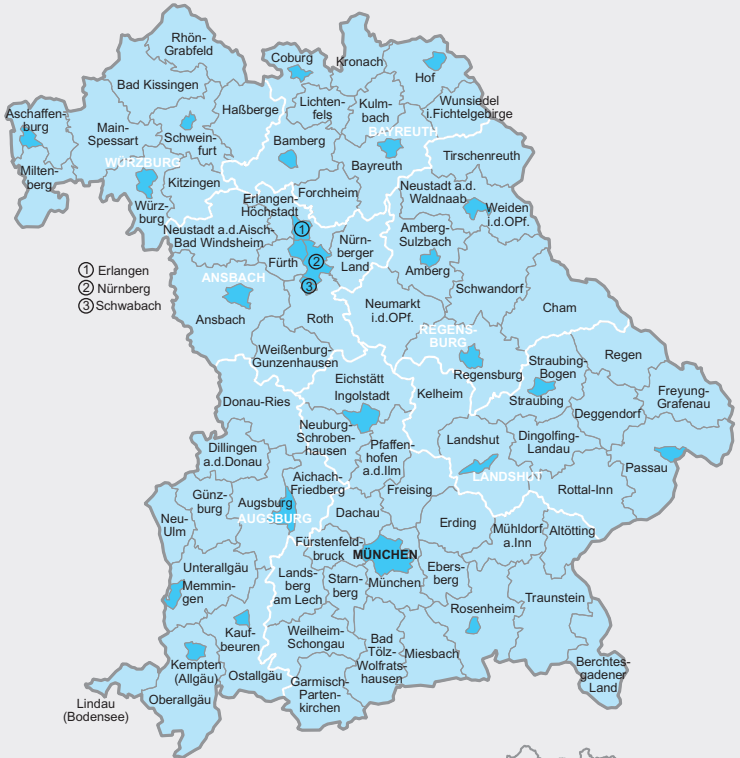 Rhön-
Grabfeld
Coburg
Kronach
Hof
Bad Kissingen
Lichten-
fels
Kulm-
bach
Wunsiedel
i.Fichtelgebirge
Haßberge
Aschaffen-
burg
Main-
Spessart
Schwein-
furt
Bamberg
BAYREUTH
Bayreuth
Tirschenreuth
WÜRZBURG
Milten-
berg
Kitzingen
Würz-
burg
Forchheim
Neustadt a.d.
Waldnaab
Weiden
i.d.OPf.
Erlangen-
Höchstadt
Neustadt a.d.Aisch-
Bad Windsheim
①
②
③
Nürn-
berger
Land
Amberg-
Sulzbach
Amberg
Fürth
① Erlangen
② Nürnberg
③ Schwabach
ANSBACH
Ansbach
Roth
Neumarkt
i.d.OPf.
Schwandorf
Cham
REGENS-
BURG
Regensburg
Weißenburg-
Gunzenhausen
Straubing-
Bogen
Straubing
Regen
Eichstätt
Ingolstadt
Kelheim
Freyung-
Grafenau
Deggendorf
Donau-Ries
Neuburg-
Schroben-
hausen
Pfaffen-
hofen
a.d.Ilm
Landshut
Dingolfing-
Landau
LANDSHUT
Passau
Rottal-Inn
Dillingen
a.d.Donau
Aichach-
Friedberg
Günz-
burg
Augsburg
AUGSBURG
Neu-
Ulm
Freising
Dachau
Erding
Mühldorf
a.Inn
Altötting
Fürstenfeld-
bruck
MÜNCHEN
München
Ebers-
berg
Unterallgäu
Memmin-
gen
Landsberg
am Lech
Starn-
berg
Rosenheim
Traunstein
Kauf-
beuren
Weilheim-
Schongau
Bad
Tölz-
Wolfrats-
hausen
Miesbach
Berchtes-
gadener
Land
Kempten
(Allgäu)
Ostallgäu
Garmisch-
Parten-
kirchen
Lindau
(Bodensee)
Oberallgäu